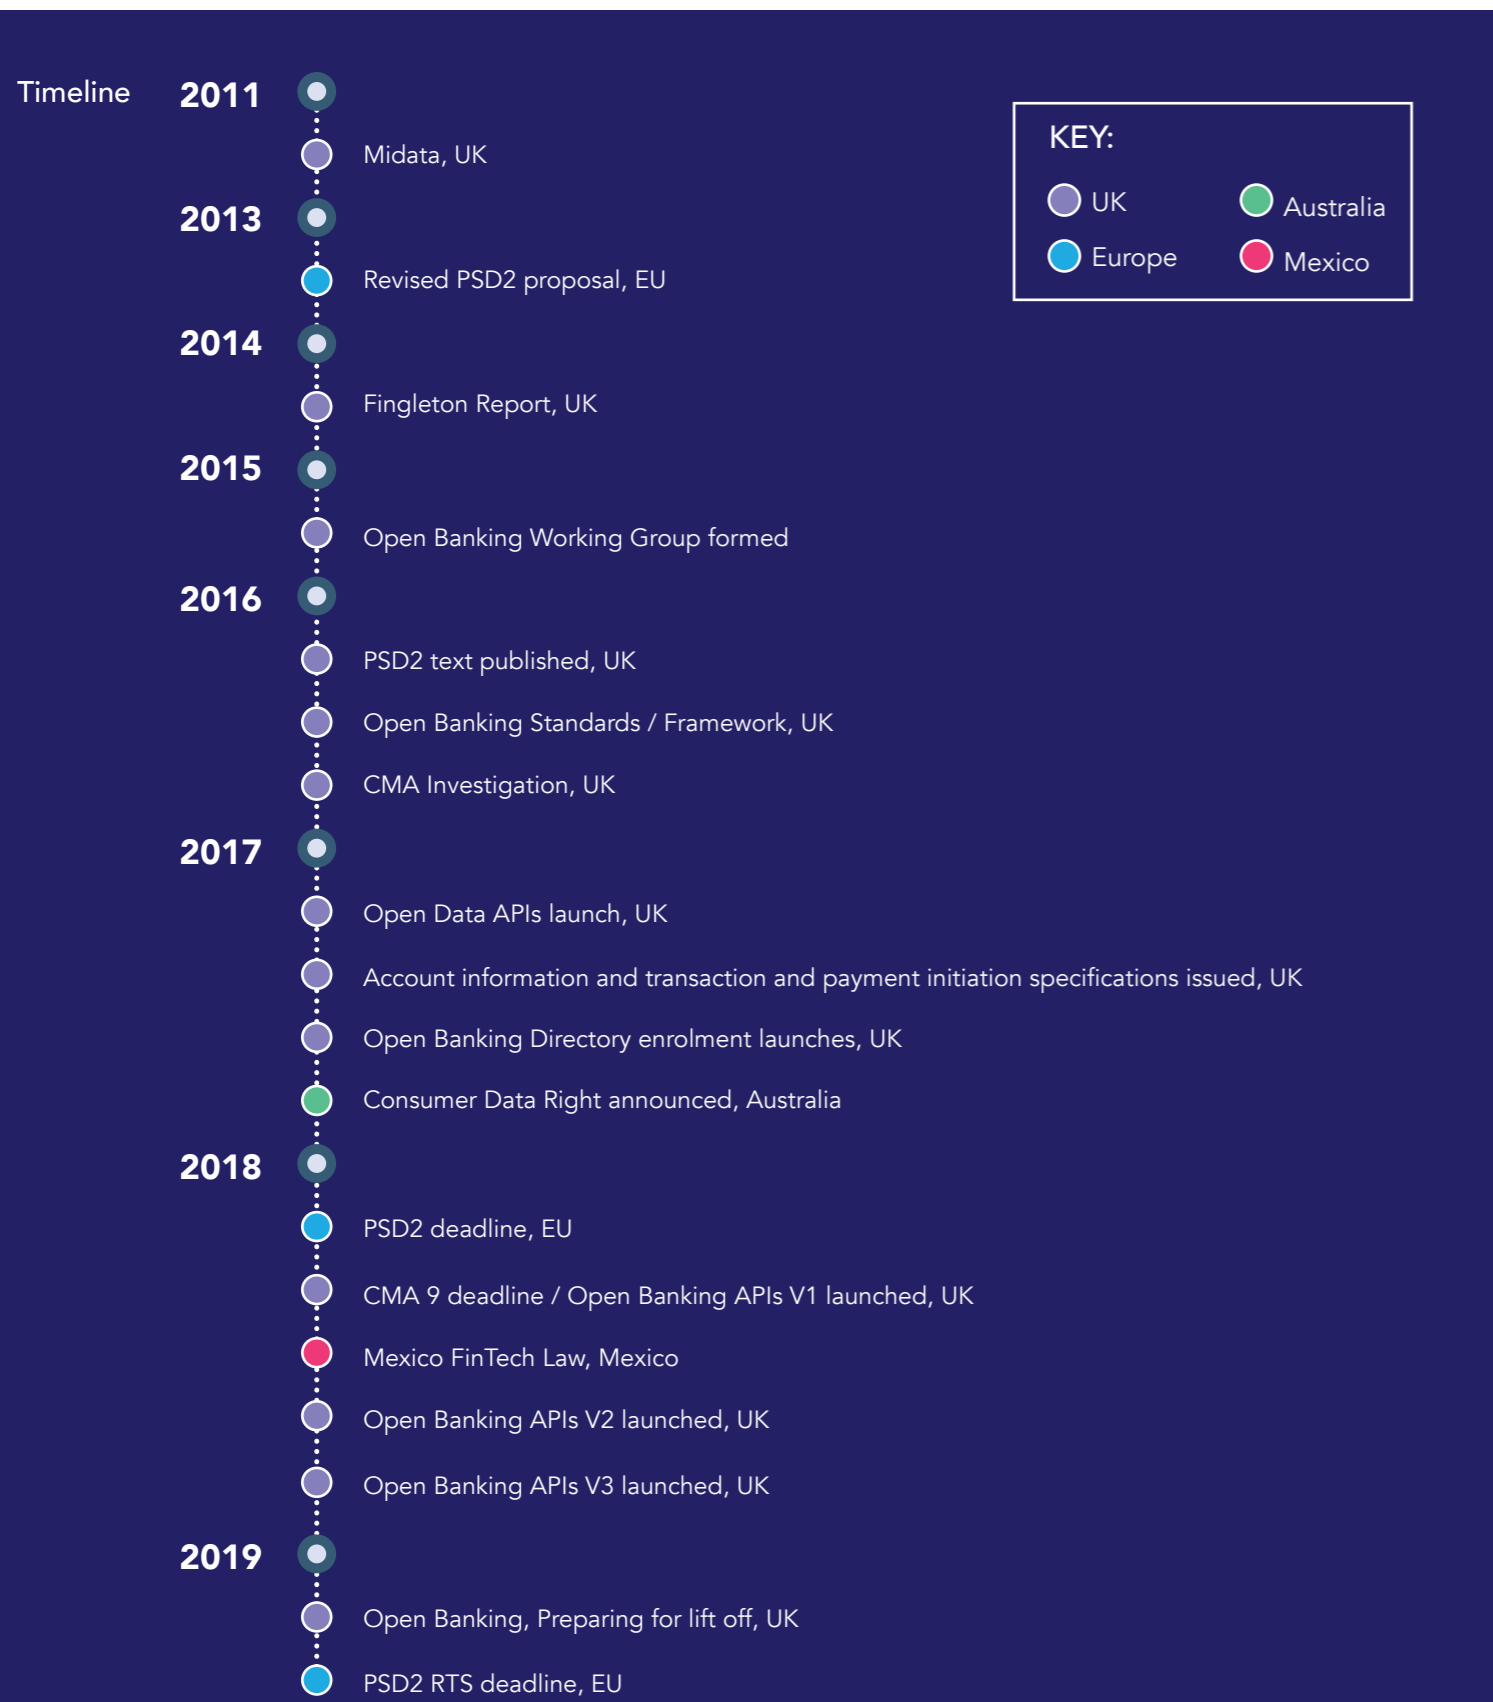 Timeline
2011
KEY:
UK
Australia
Europe
Mexico
Midata, UK
2013
Revised PSD2 proposal, EU
2014
Fingleton Report, UK
2015
Open Banking Working Group formed
2016
PSD2 text published, UK
Open Banking Standards / Framework, UK
CMA Investigation, UK
2017
Open Data APIs launch, UK
Account information and transaction and payment initiation specifications issued, UK
Open Banking Directory enrolment launches, UK
Consumer Data Right announced, Australia
2018
PSD2 deadline, EU
CMA 9 deadline / Open Banking APIs V1 launched, UK
Mexico FinTech Law, Mexico
Open Banking APIs V2 launched, UK
Open Banking APIs V3 launched, UK
2019
Open Banking, Preparing for lift off, UK
PSD2 RTS deadline, EU